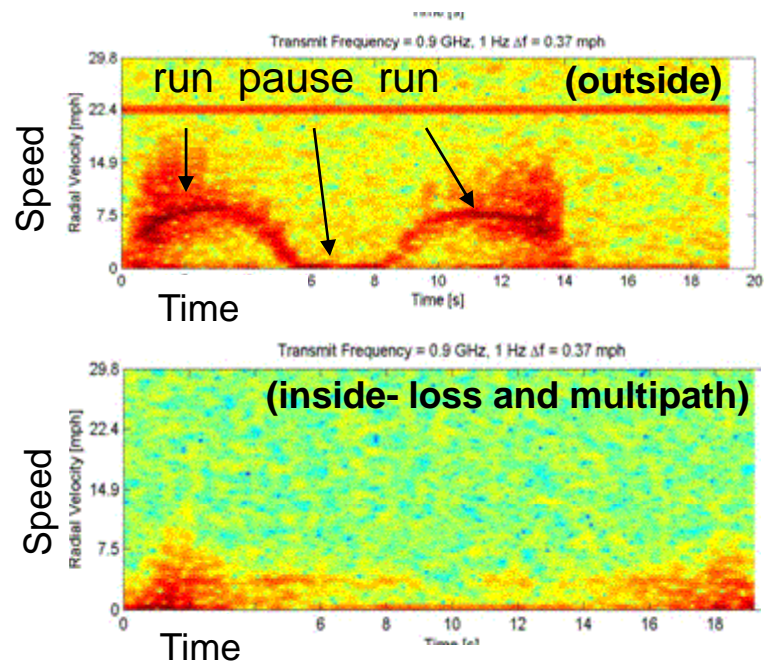 Time [s]
Transmit Frequency = 0.9 GHz, 1 Hz Δf = 0.37 mph
29.8
run pause run (outside)
22.4
Speed
Radial Velocity [mph]
14.9
7.5
0
0 6 8 10 12 14 16 18 20
Time
Time [s]
Transmit Frequency = 0.9 GHz, 1 Hz Δf = 0.37 mph
29.8
(inside- loss and multipath)
22.4
Speed
Radial Velocity [mph]
14.9
7.5
0
0 6 8 10 12 14 16 18
Time
Time [s]